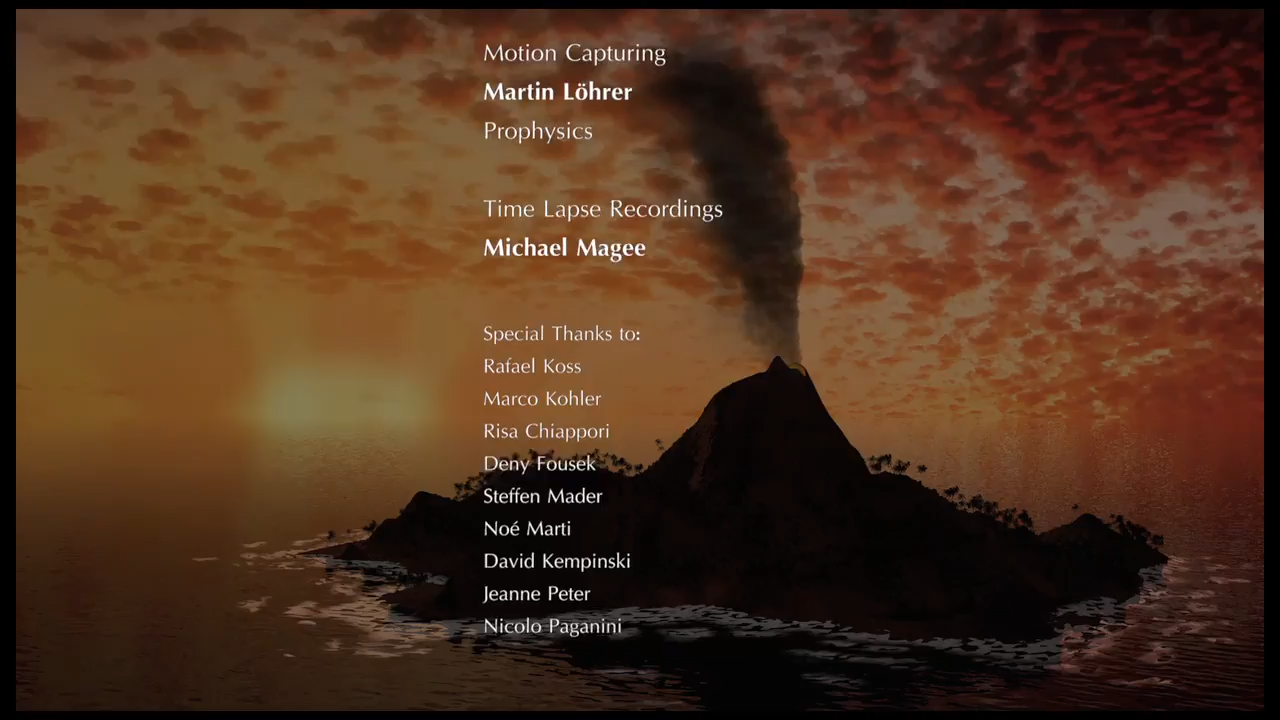 Motion Capturing
Martin Löhrer
Prophysics
Time Lapse Recordings
Michael Magee
Special Thanks to:
Rafael Koss
Marco Kohler
Risa Chiappori
Deny Fousek
Steffen Mader
Noé Marti
David Kempinski
Jeanne Peter
Nicolo Paganini